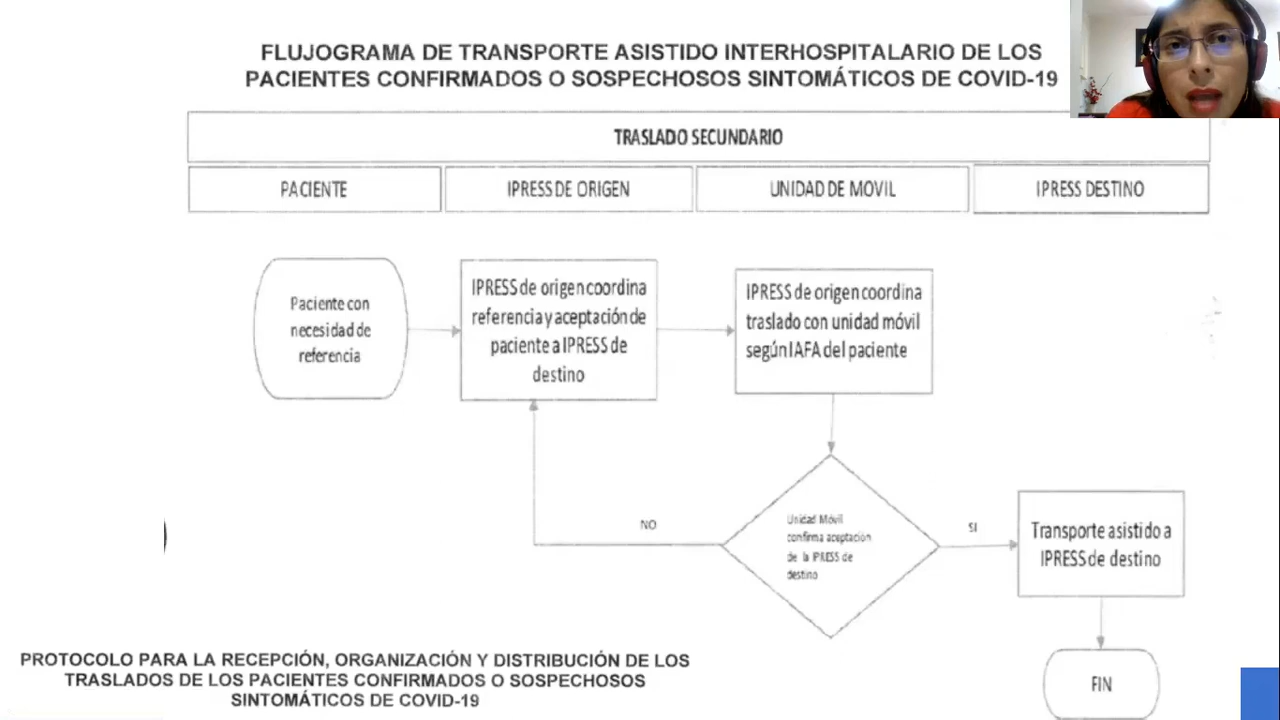 FLUJOGRAMA DE TRANSPORTE ASISTIDO INTERHOSPITALARIO DE LOS
PACIENTES CONFIRMADOS O SOSPECHOSOS SINTOMÁTICOS DE COVID-19
TRASLADO SECUNDARIO
PACIENTE
IPRESS DE ORIGEN
UNIDAD DE MOVIL
IPRESS DESTINO
Paciente con
necesidad de
referencia
IPRESS de origen coordina
referencia y aceptación de
paciente a IPRESS de
destino
IPRESS de origen coordina
traslado con unidad móvil
según IAFA del paciente
Unidad Móvil
confirma aceptación
de la IPRESS de
destino
NO
SI
Transporte asistido a
IPRESS de destino
FIN
PROTOCOLO PARA LA RECEPCIÓN, ORGANIZACIÓN Y DISTRIBUCIÓN DE LOS
TRASLADOS DE LOS PACIENTES CONFIRMADOS O SOSPECHOSOS
SINTOMÁTICOS DE COVID-19